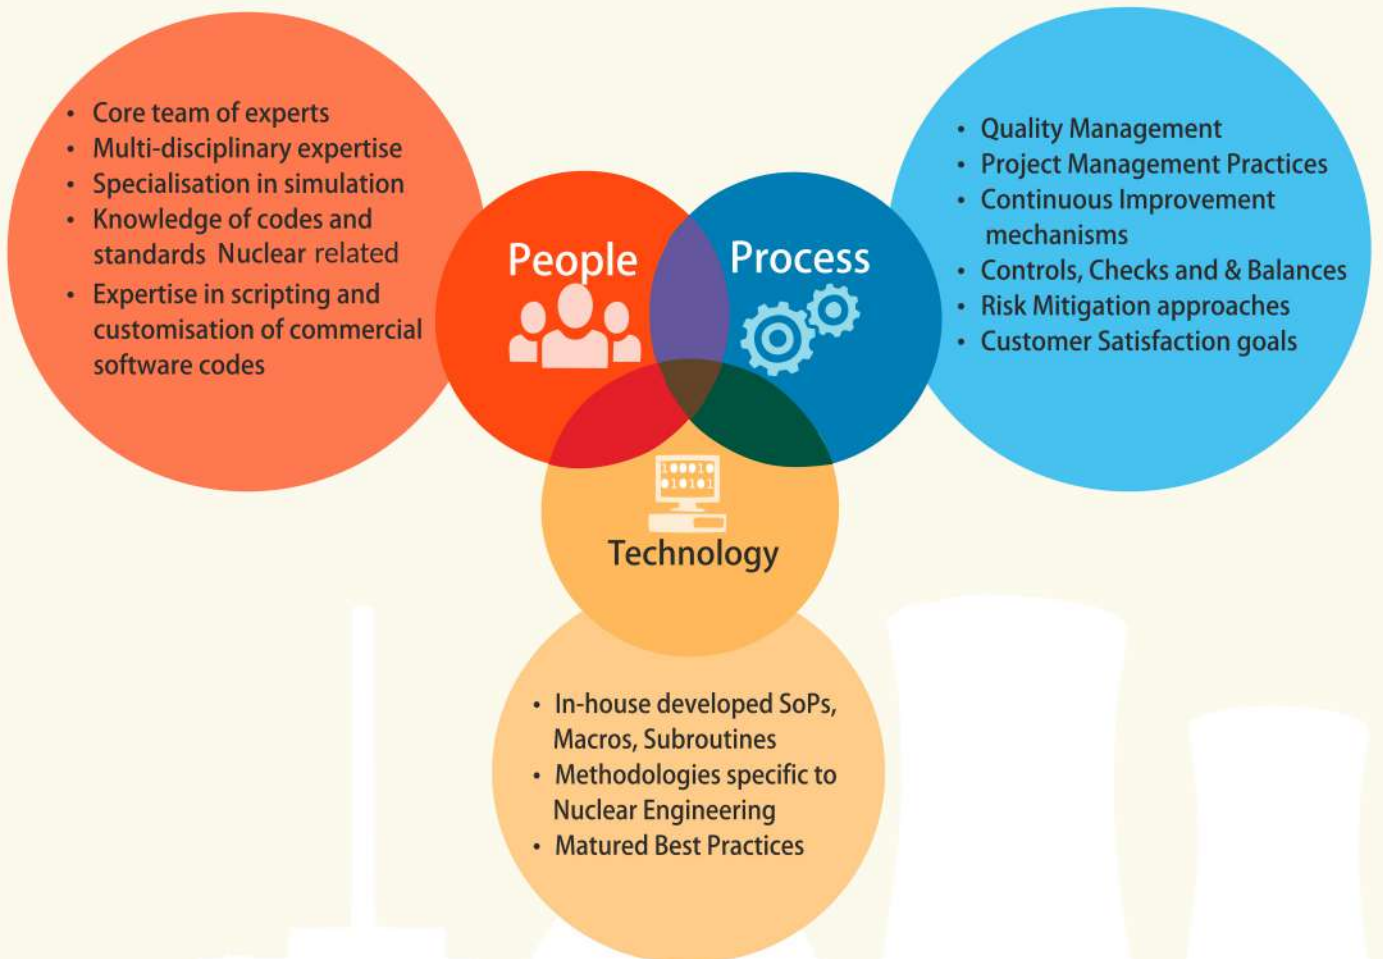 • Core team of experts
• Multi-disciplinary expertise
• Specialisation in simulation
• Knowledge of codes and
standards Nuclear related
• Expertise in scripting and
customisation of commercial
software codes
People
Process
• Quality Management
• Project Management Practices
• Continuous Improvement
mechanisms
• Controls, Checks and & Balances
• Risk Mitigation approaches
• Customer Satisfaction goals
100010
010101
Technology
• In-house developed SoPs,
Macros, Subroutines
• Methodologies specific to
Nuclear Engineering
• Matured Best Practices